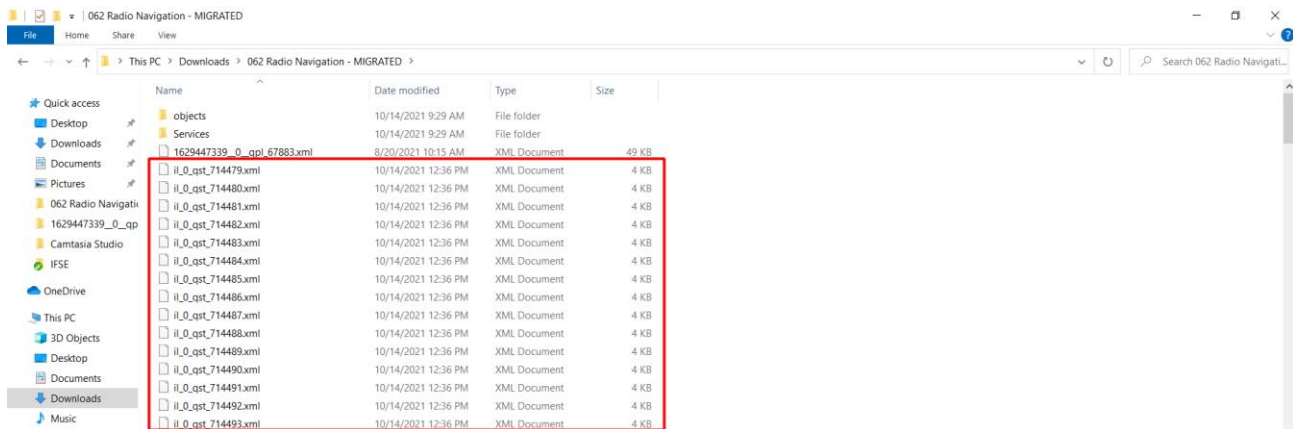 062 Radio Navigation - MIGRATED
File Home Share View
This PC > Downloads > 062 Radio Navigation - MIGRATED >
Search 062 Radio Navigati...
Name Date modified Type Size
Quick access
Desktop
Downloads
Documents
Pictures
062 Radio Navigatio
1629447339__0__qp
Camtasia Studio
IFSE
OneDrive
This PC
3D Objects
Desktop
Documents
Downloads
Music
objects 10/14/2021 9:29 AM File folder
Services 10/14/2021 9:29 AM File folder
1629447339__0__qpl_67883.xml 8/20/2021 10:15 AM XML Document 49 KB
il_0_qst_714479.xml 10/14/2021 12:36 PM XML Document 4 KB
il_0_qst_714480.xml 10/14/2021 12:36 PM XML Document 4 KB
il_0_qst_714481.xml 10/14/2021 12:36 PM XML Document 4 KB
il_0_qst_714482.xml 10/14/2021 12:36 PM XML Document 4 KB
il_0_qst_714483.xml 10/14/2021 12:36 PM XML Document 4 KB
il_0_qst_714484.xml 10/14/2021 12:36 PM XML Document 4 KB
il_0_qst_714485.xml 10/14/2021 12:36 PM XML Document 4 KB
il_0_qst_714486.xml 10/14/2021 12:36 PM XML Document 4 KB
il_0_qst_714487.xml 10/14/2021 12:36 PM XML Document 4 KB
il_0_qst_714488.xml 10/14/2021 12:36 PM XML Document 4 KB
il_0_qst_714489.xml 10/14/2021 12:36 PM XML Document 4 KB
il_0_qst_714490.xml 10/14/2021 12:36 PM XML Document 4 KB
il_0_qst_714491.xml 10/14/2021 12:36 PM XML Document 4 KB
il_0_qst_714492.xml 10/14/2021 12:36 PM XML Document 4 KB
il_0_qst_714493.xml 10/14/2021 12:36 PM XML Document 4 KB